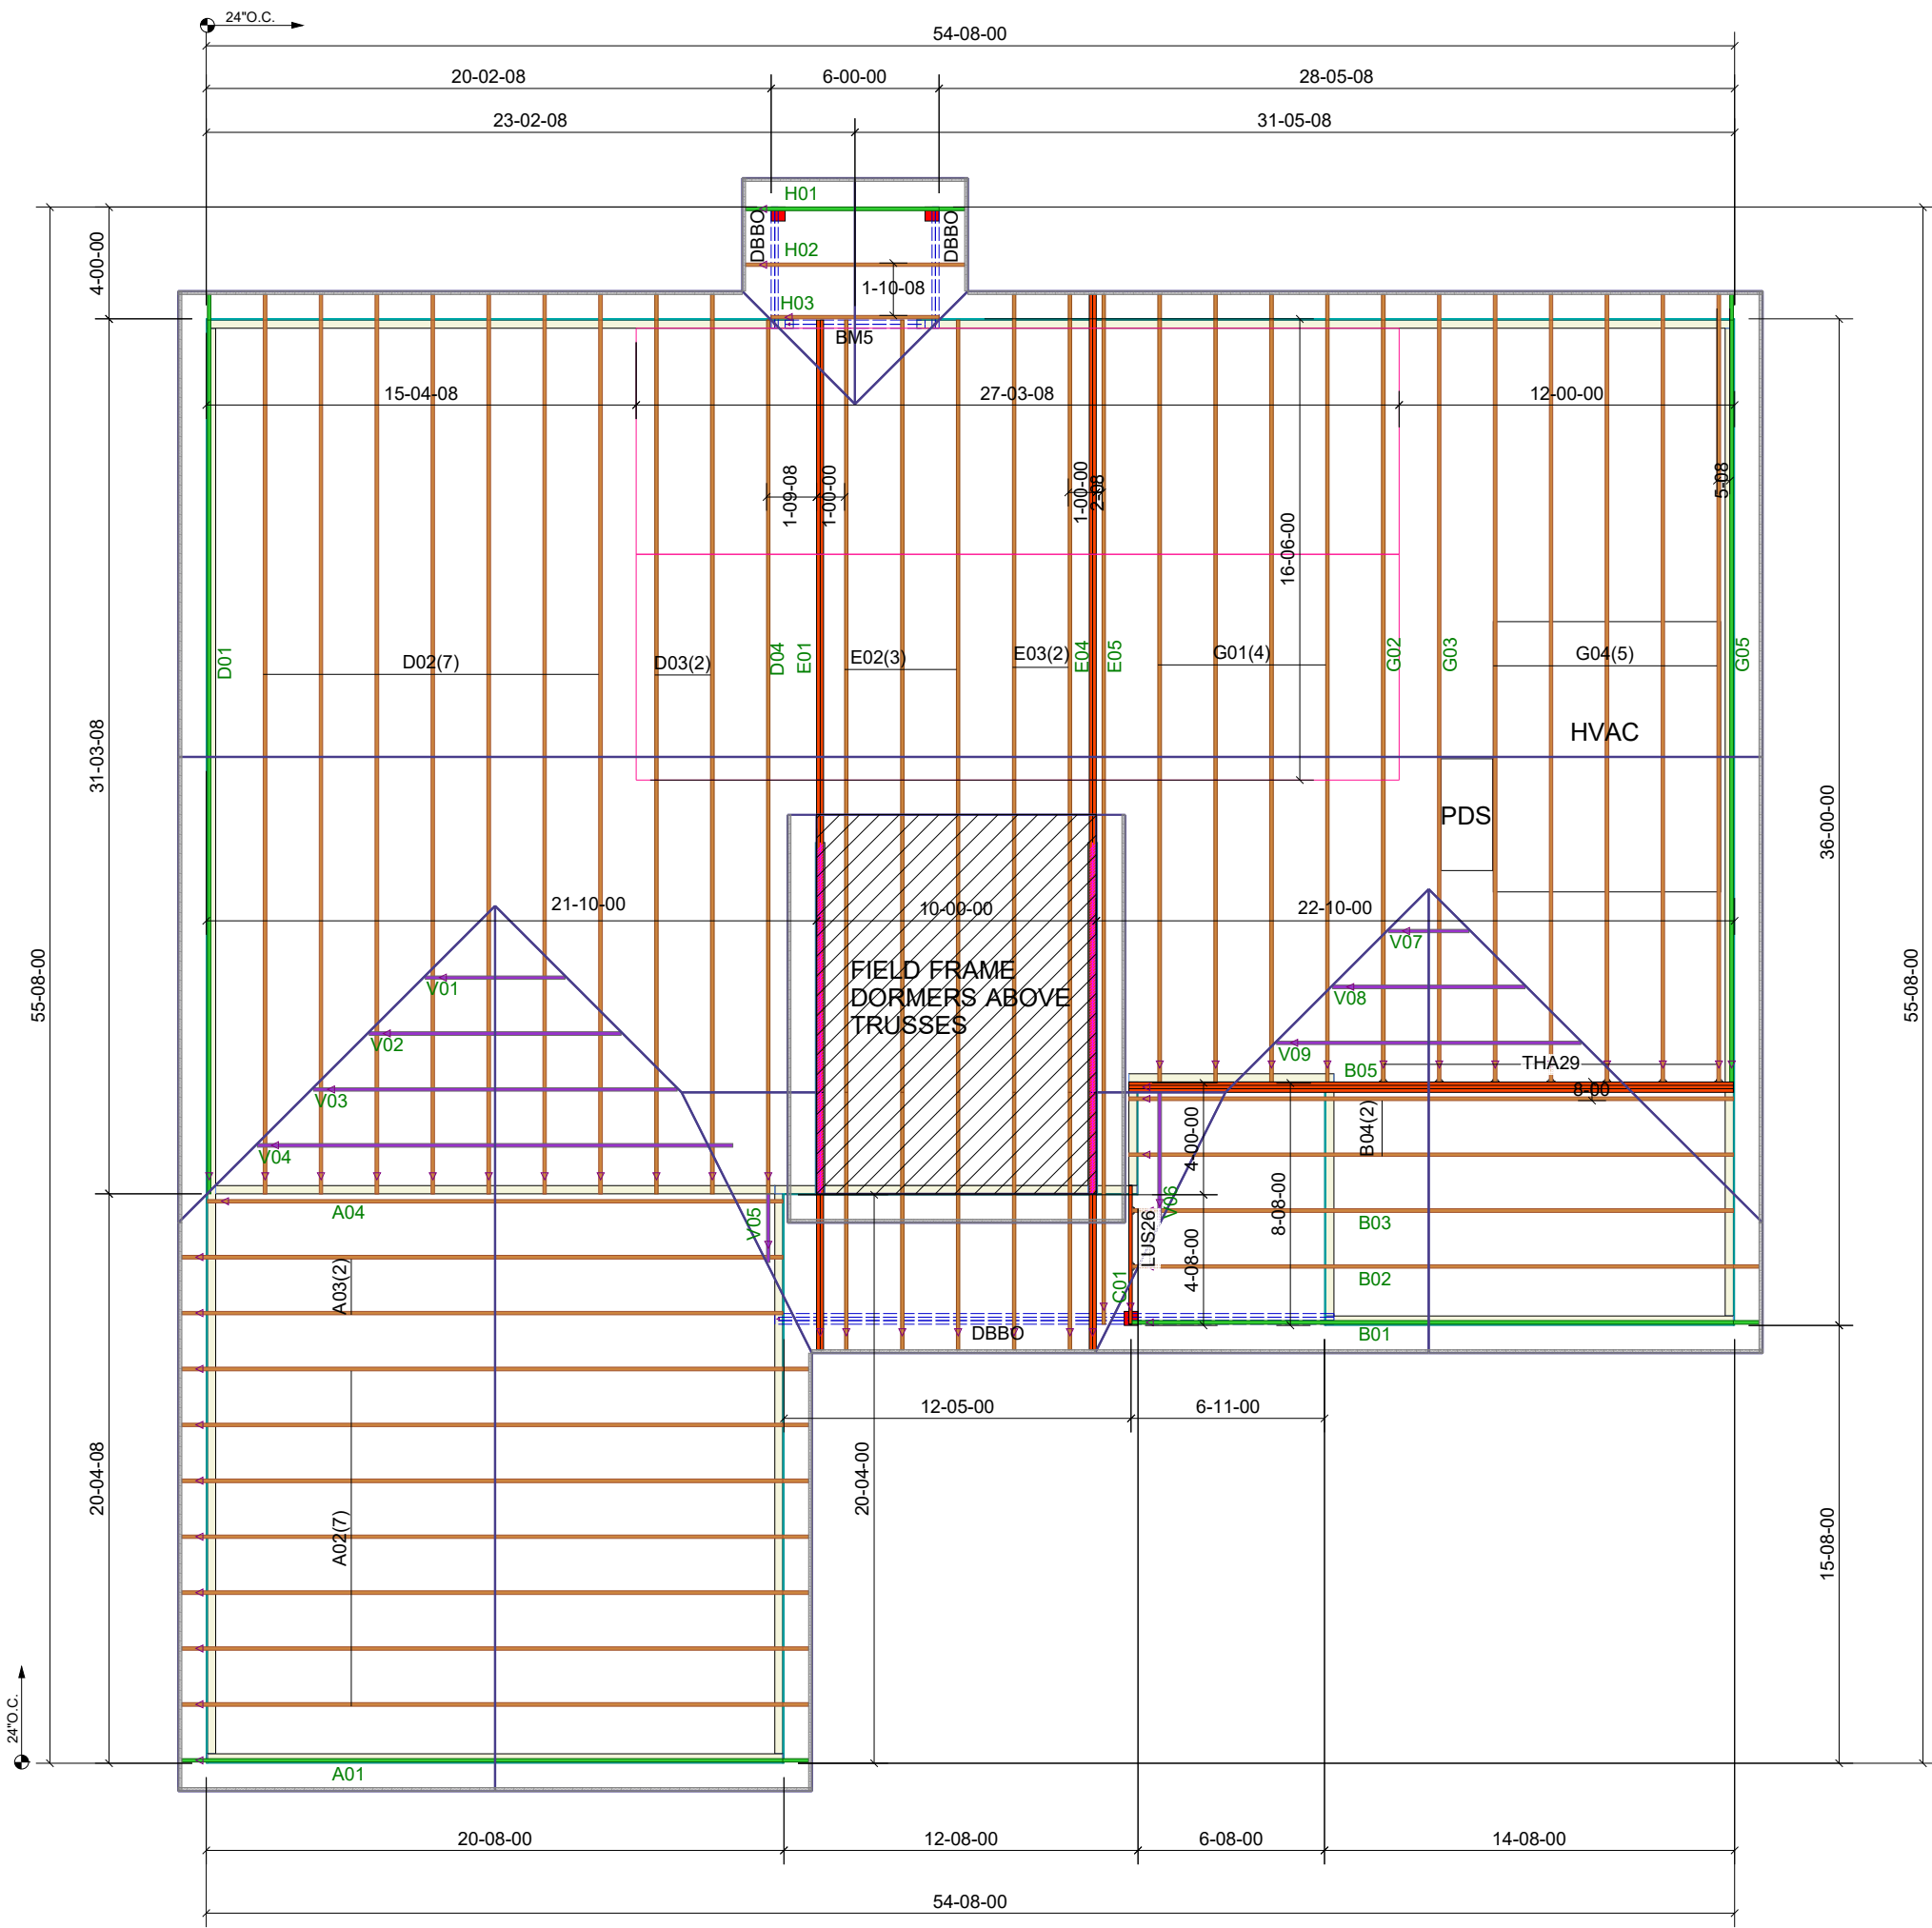 24"O.C.
54-08-00
20-02-08
6-00-00
28-05-08
23-02-08
31-05-08
H01
DBBO
DBBO
H02
4-00-00
1-10-08
H03
BM5
15-04-08
27-03-08
12-00-00
1-09-08
1-00-00
1-00-00
2-08
5-08
16-06-00
D01
D02(7)
D03(2)
D04
E01
E02(3)
E03(2)
E04
E05
G01(4)
G02
G03
G04(5)
G05
HVAC
31-03-08
36-00-00
PDS
21-10-00
10-00-00
22-10-00
55-08-00
55-08-00
V01
V02
V03
V04
FIELD FRAME
DORMERS ABOVE
TRUSSES
V07
V08
V09
B05
THA29
8-00
4-00-00
B04(2)
A04
V05
V06
8-08-00
B03
LUS26
4-08-00
B02
A03(2)
C01
DBBO
B01
12-05-00
6-11-00
20-04-08
20-04-00
A02(7)
15-08-00
24"O.C.
A01
20-08-00
12-08-00
6-08-00
14-08-00
54-08-00